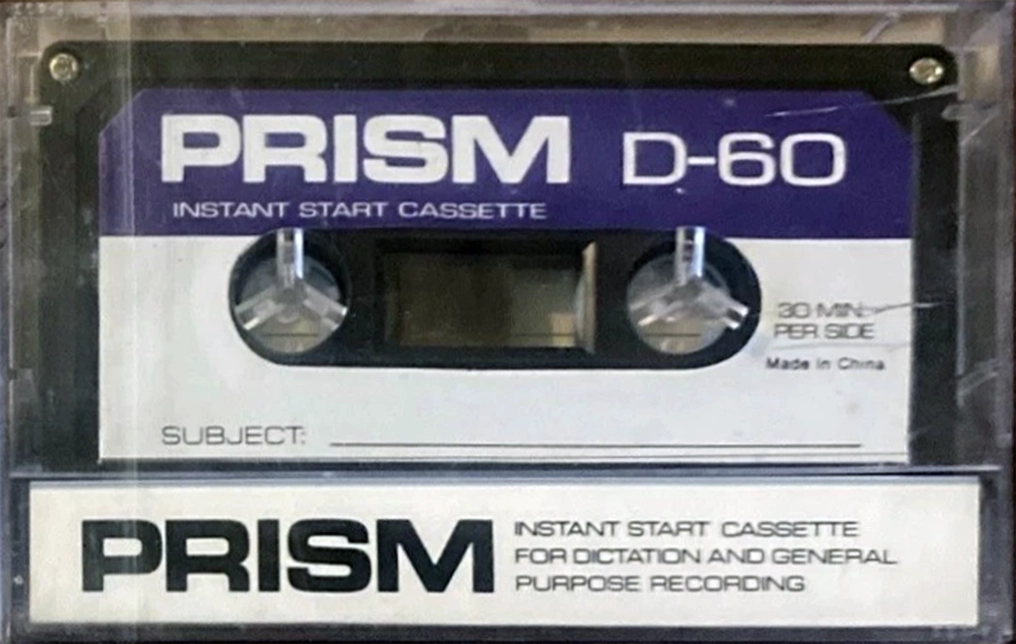 PRISM D-60
INSTANT START CASSETTE
30 MIN.
PER SIDE
Made in China
SUBJECT:
PRISM
INSTANT START CASSETTE
FOR DICTATION AND GENERAL
PURPOSE RECORDING